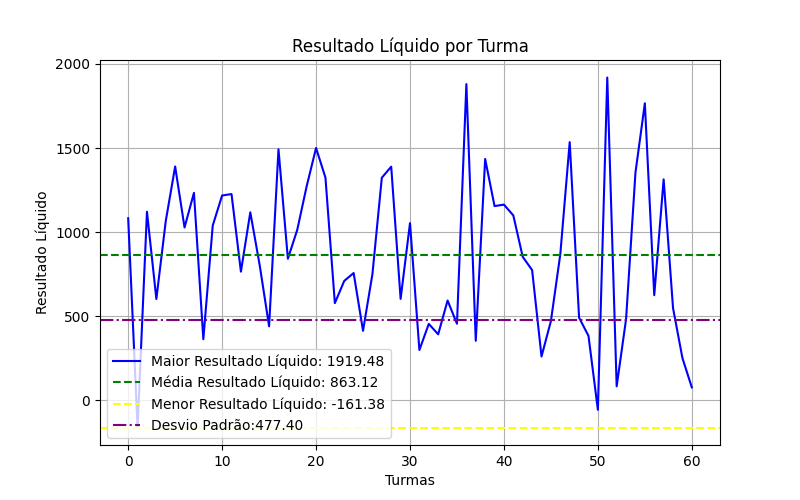 Resultado Líquido por Turma
2000
1500
1000
500
0
Resultado Líquido
Maior Resultado Líquido: 1919.48
Média Resultado Líquido: 863.12
Menor Resultado Líquido: -161.38
Desvio Padrão:477.40
0 10 20 30 40 50 60
Turmas